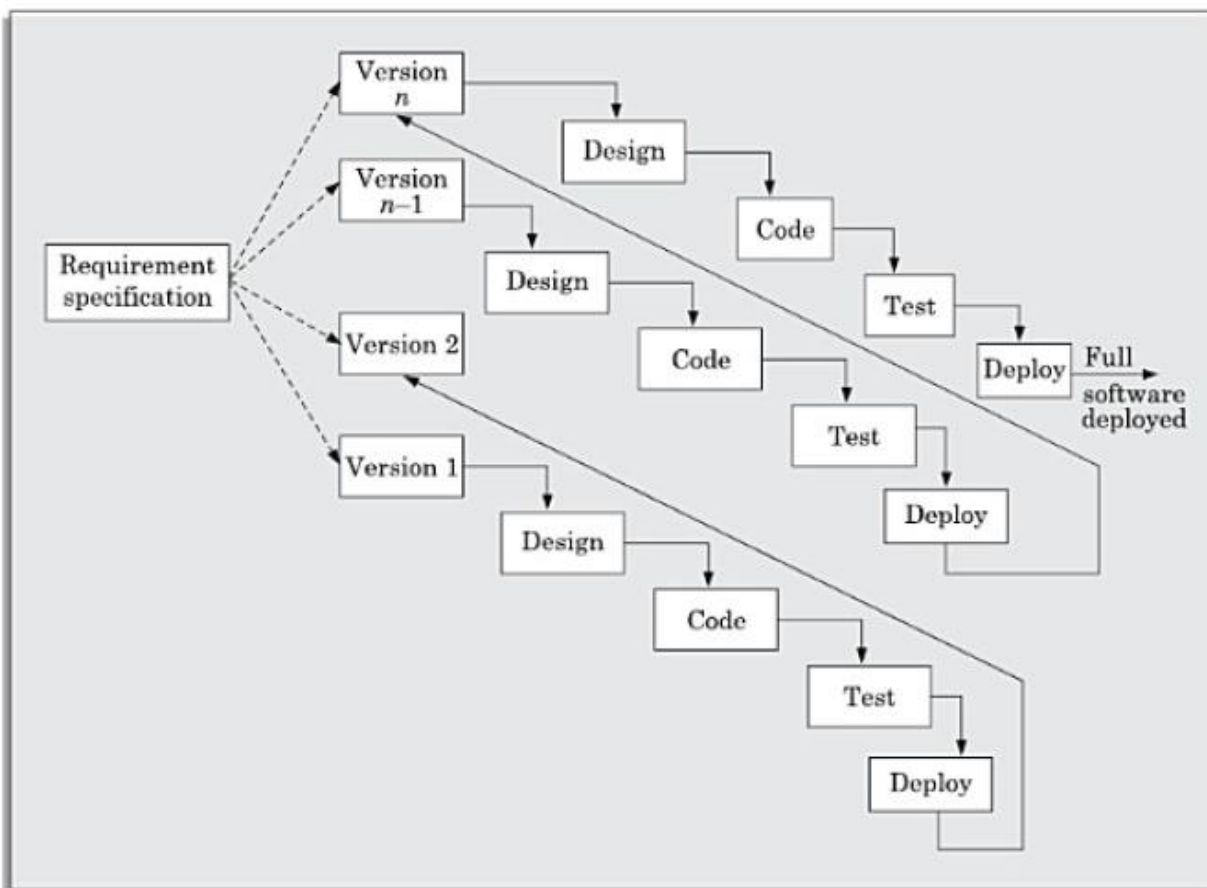 Version
n
Design
Code
Test
Deploy
Full
software
deployed
Version
n–1
Design
Code
Test
Deploy
Requirement
specification
Version 2
Version 1
Design
Code
Test
Deploy